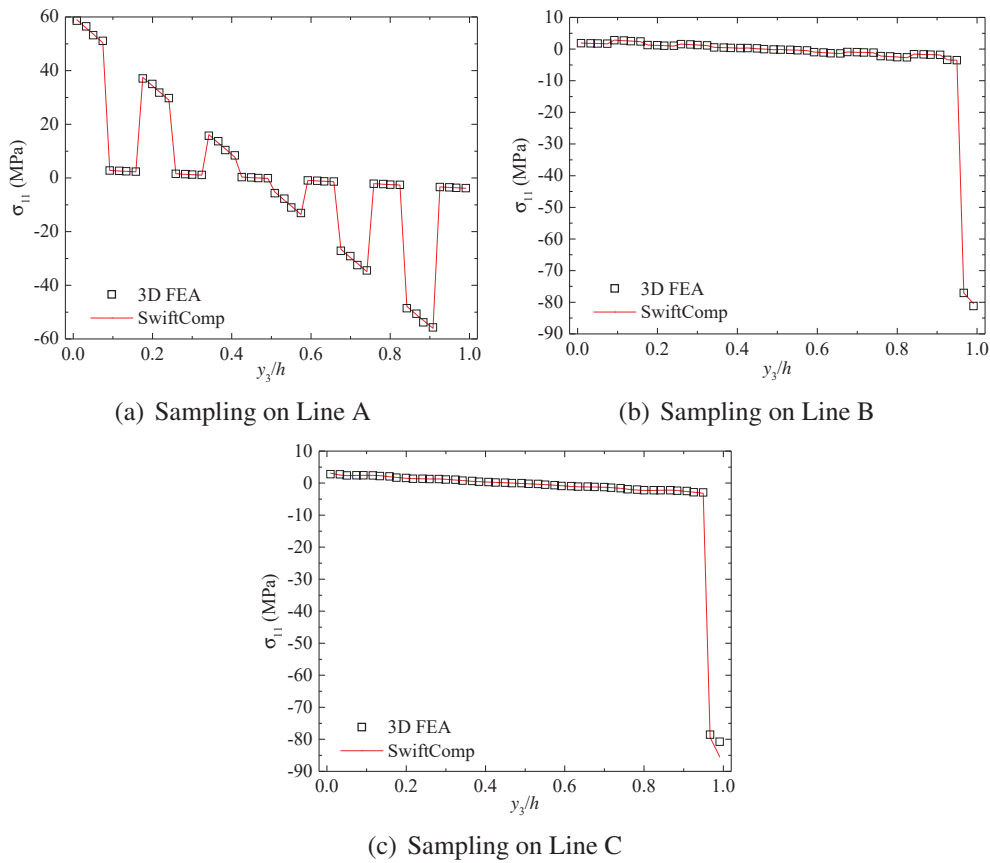 60
40
20
0
-20
-40
-60
σ11 (MPa)
3D FEA
SwiftComp
0.0 0.2 0.4 0.6 0.8 1.0
y3/h
(a) Sampling on Line A
10
0
-10
-20
-30
-40
-50
-60
-70
-80
-90
σ11 (MPa)
3D FEA
SwiftComp
0.0 0.2 0.4 0.6 0.8 1.0
y3/h
(b) Sampling on Line B
10
0
-10
-20
-30
-40
-50
-60
-70
-80
-90
σ11 (MPa)
3D FEA
SwiftComp
0.0 0.2 0.4 0.6 0.8 1.0
y3/h
(c) Sampling on Line C